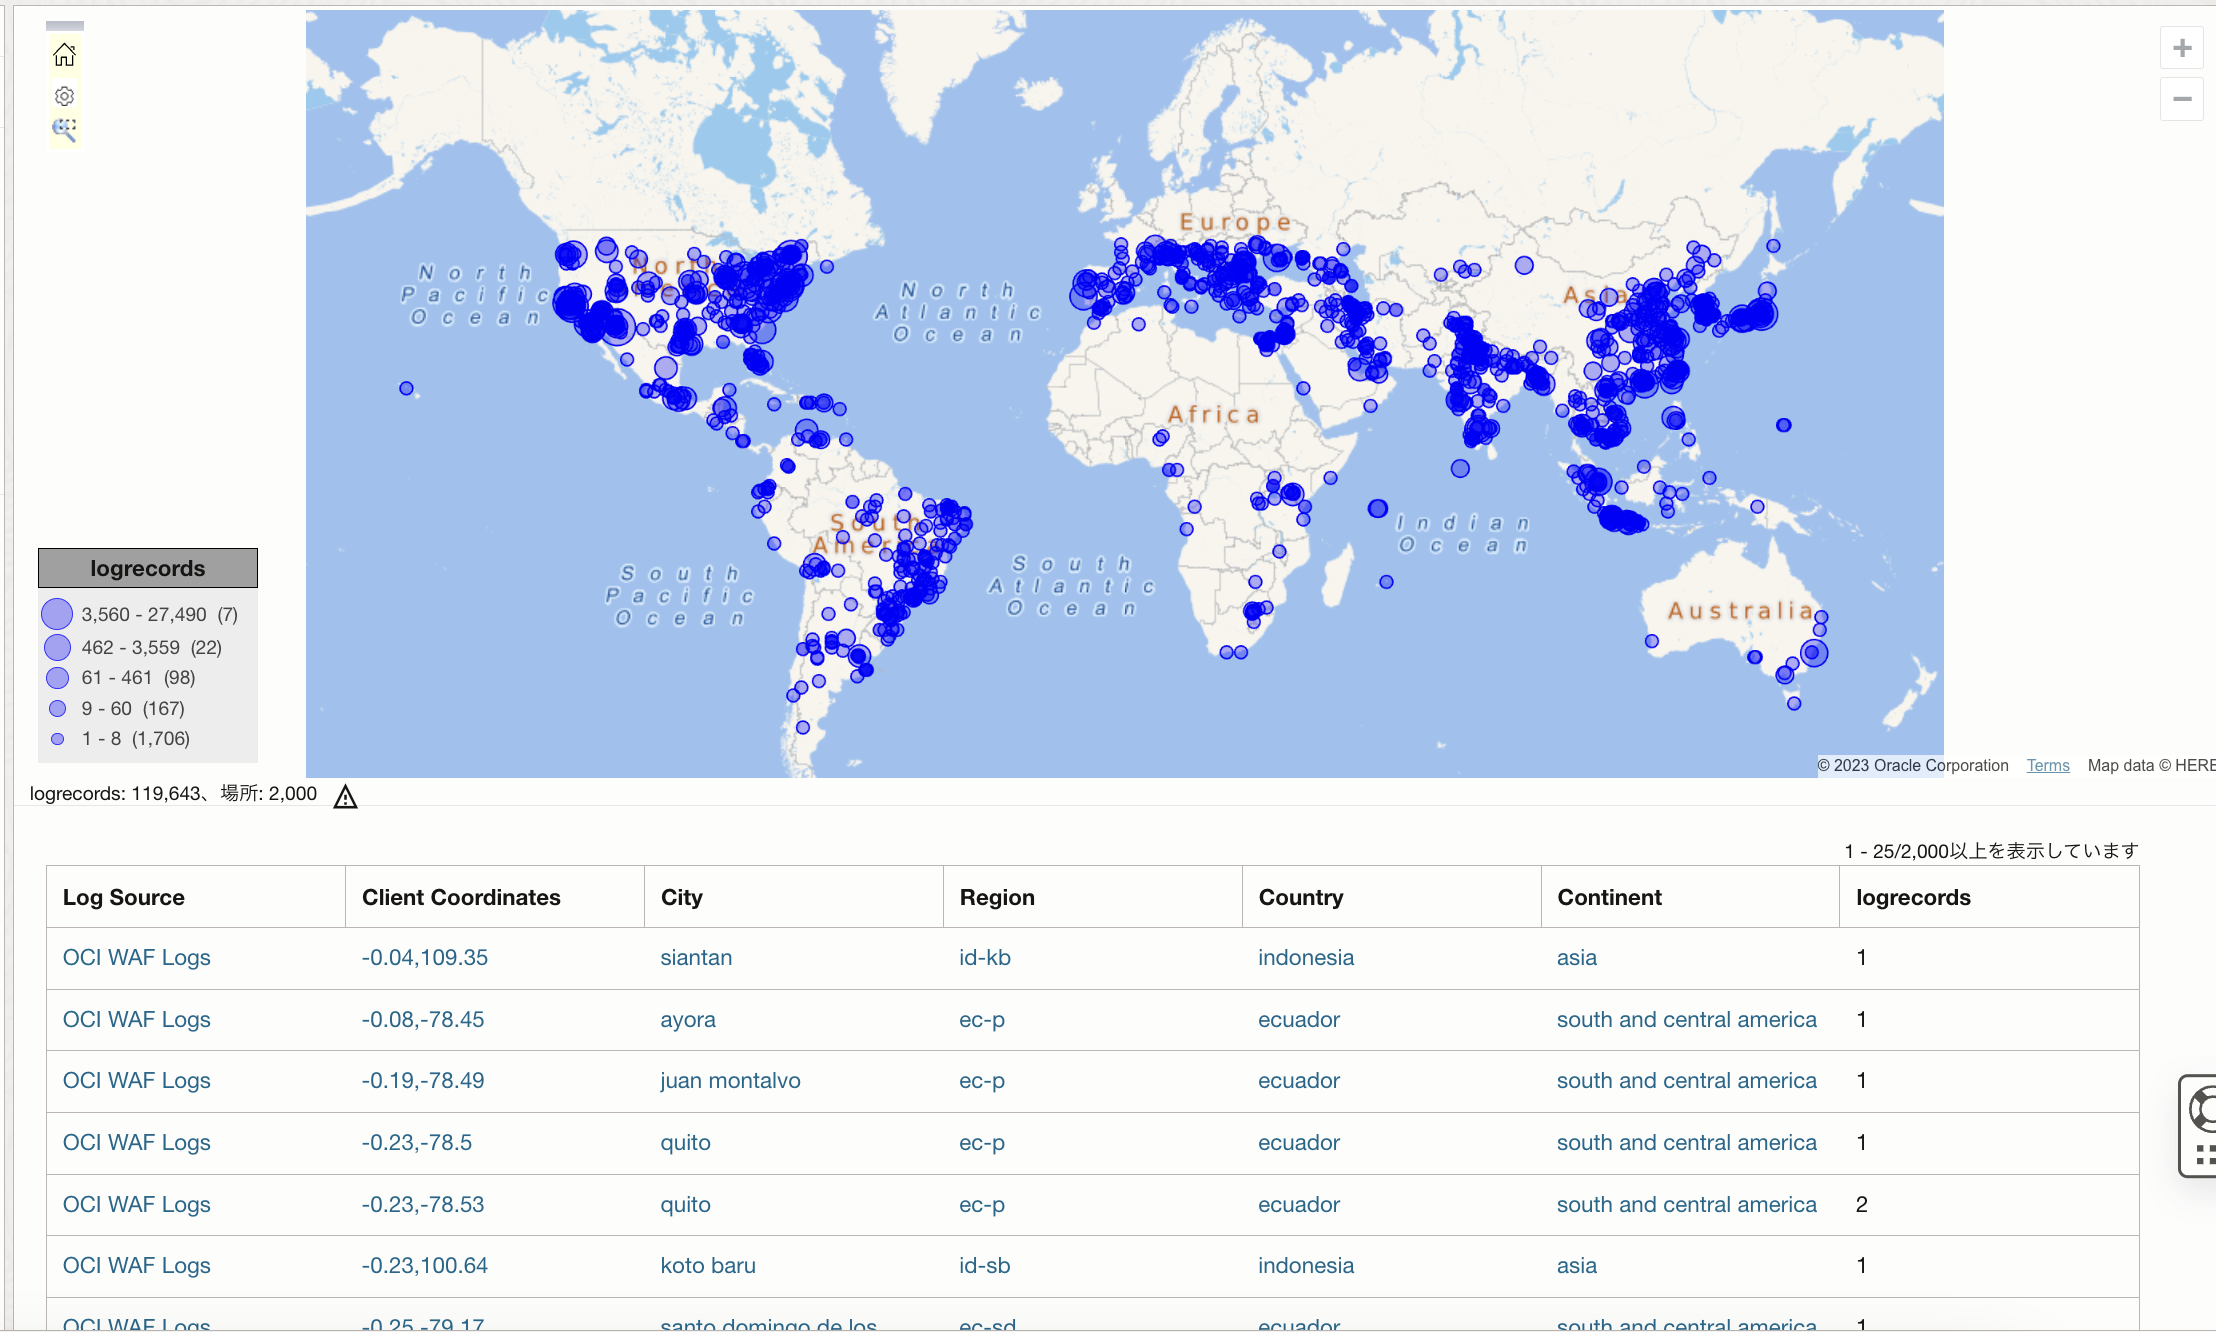 Europe
North
Asia
North
Pacific
Ocean
North
Atlantic
Ocean
Africa
South
America
Indian
Ocean
South
Pacific
Ocean
South
Atlantic
Ocean
Australia
logrecords
3,560 - 27,490 (7)
462 - 3,559 (22)
61 - 461 (98)
9 - 60 (167)
1 - 8 (1,706)
© 2023 Oracle Corporation Terms Map data © HERE
logrecords: 119,643、場所: 2,000
1 - 25/2,000以上を表示しています
Log Source Client Coordinates City Region Country Continent logrecords
OCI WAF Logs -0.04,109.35 siantan id-kb indonesia asia 1
OCI WAF Logs -0.08,-78.45 ayora ec-p ecuador south and central america 1
OCI WAF Logs -0.19,-78.49 juan montalvo ec-p ecuador south and central america 1
OCI WAF Logs -0.23,-78.5 quito ec-p ecuador south and central america 1
OCI WAF Logs -0.23,-78.53 quito ec-p ecuador south and central america 2
OCI WAF Logs -0.23,100.64 koto baru id-sb indonesia asia 1
OCI WAF Logs -0.25,-79.17 santo domingo de los ec-sd ecuador south and central america 1